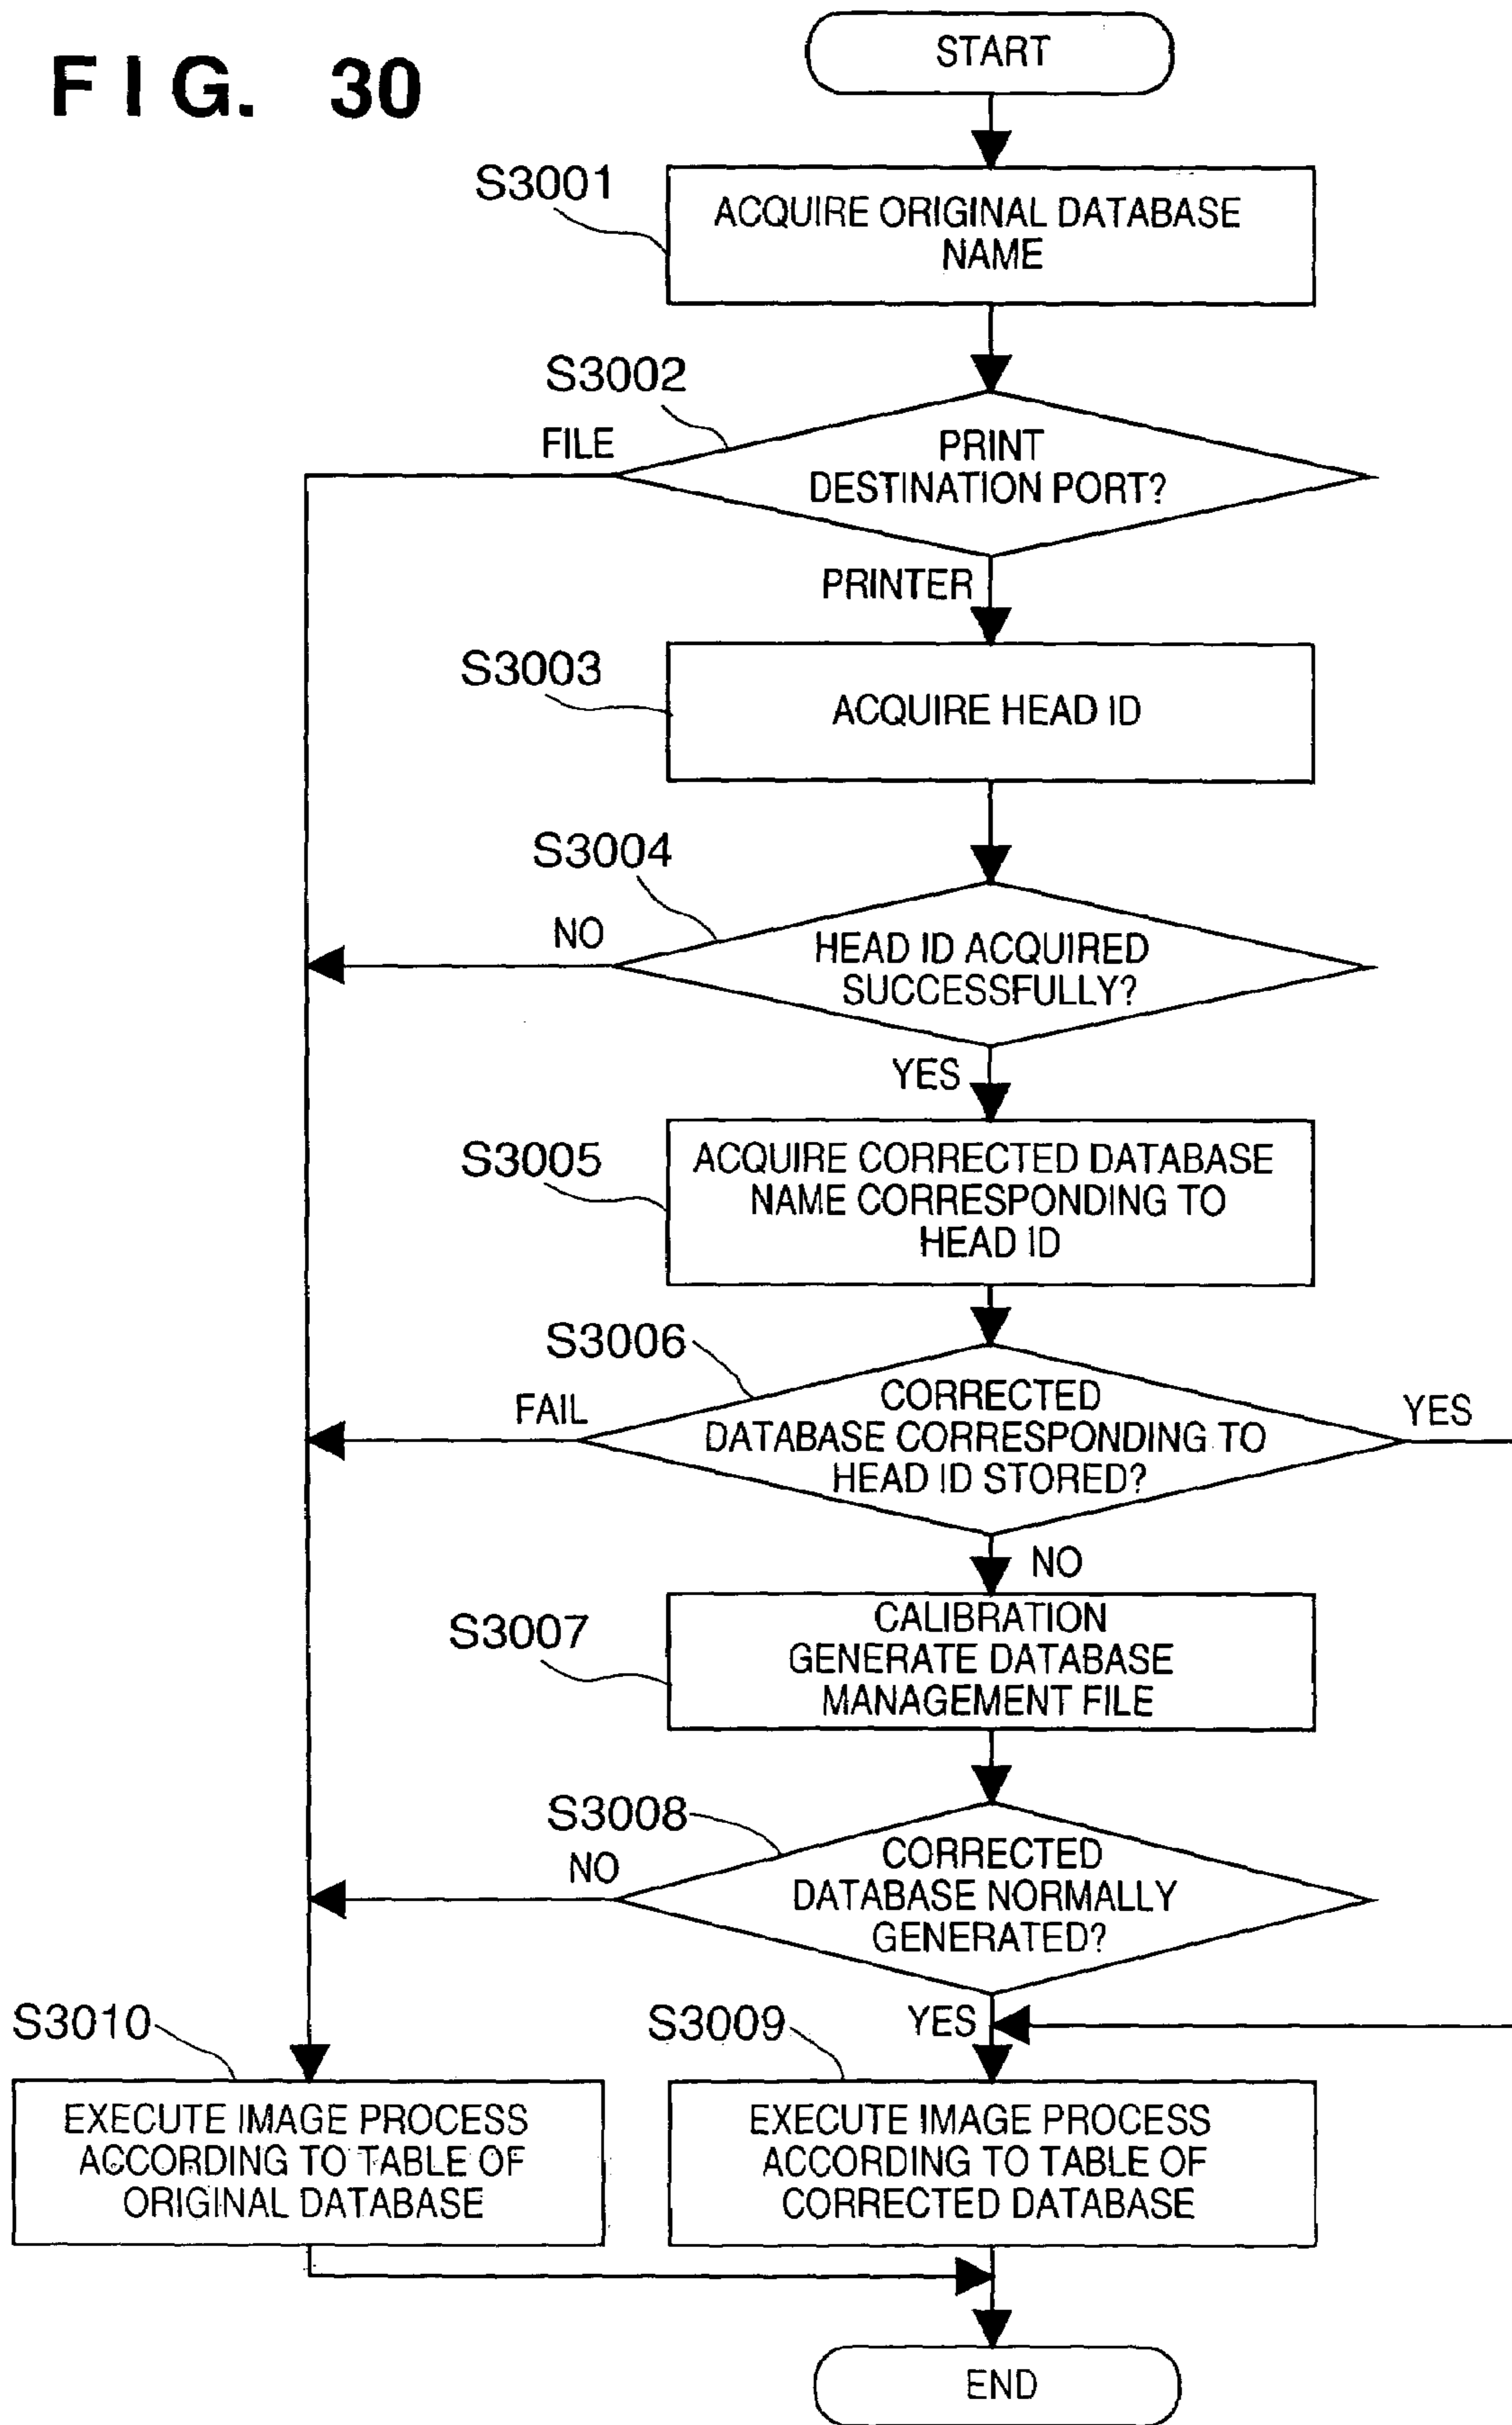 FIG. 30
START
S3001
ACQUIRE ORIGINAL DATABASE
NAME
S3002
FILE
PRINT
DESTINATION PORT?
PRINTER
S3003
ACQUIRE HEAD ID
S3004
NO
HEAD ID ACQUIRED
SUCCESSFULLY?
YES
S3005
ACQUIRE CORRECTED DATABASE
NAME CORRESPONDING TO
HEAD ID
S3006
FAIL
CORRECTED
DATABASE CORRESPONDING TO
HEAD ID STORED?
YES
NO
S3007
CALIBRATION
GENERATE DATABASE
MANAGEMENT FILE
S3008
NO
CORRECTED
DATABASE NORMALLY
GENERATED?
YES
S3010
EXECUTE IMAGE PROCESS
ACCORDING TO TABLE OF
ORIGINAL DATABASE
S3009
EXECUTE IMAGE PROCESS
ACCORDING TO TABLE OF
CORRECTED DATABASE
END